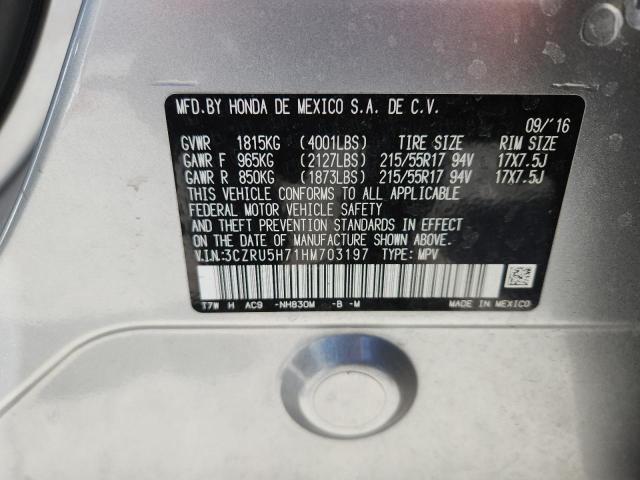 MFD.BY HONDA DE MEXICO S.A. DE C.V.
09/'16
GVWR 1815KG (4001LBS) TIRE SIZE RIM SIZE
GAWR F 965KG (2127LBS) 215/55R17 94V 17X7.5J
GAWR R 850KG (1873LBS) 215/55R17 94V 17X7.5J
THIS VEHICLE CONFORMS TO ALL APPLICABLE
FEDERAL MOTOR VEHICLE SAFETY
AND THEFT PREVENTION STANDARDS IN EFFECT
ON THE DATE OF MANUFACTURE SHOWN ABOVE.
V.I.N:3CZRU5H71HM703197 TYPE: MPV
T7W H AC9 -NH830M -B -M MADE IN MEXICO